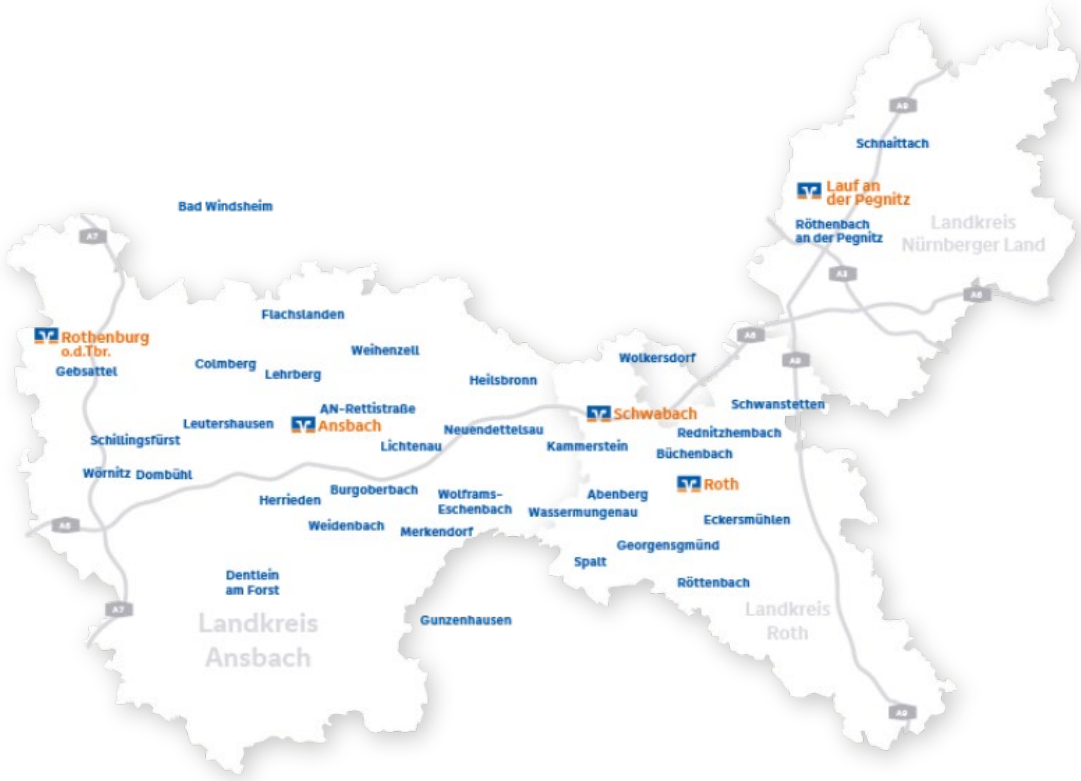 A9
Schnaittach
Lauf an
der Pegnitz
Bad Windsheim
Röthenbach
an der Pegnitz
Landkreis
Nürnberger Land
A7
A3
A6
Flachslanden
Rothenburg
o.d.Tbr.
Gebsattel
Weihenzell
A6
Colmberg
Lehrberg
Wolkersdorf
A9
Heilsbronn
AN-Rettistraße
Ansbach
Schwabach
Schwanstetten
Leutershausen
Neuendettelsau
Rednitzhembach
Schillingsfürst
Lichtenau
Kammerstein
Büchenbach
Wörnitz
Dombühl
Roth
Burgoberbach
Herrieden
Wolframs-
Eschenbach
Abenberg
Wassermungenau
Eckersmühlen
A6
Weidenbach
Merkendorf
Georgensgmünd
Spalt
Dentlein
am Forst
Röttenbach
A7
Landkreis
Ansbach
Gunzenhausen
Landkreis
Roth
A9